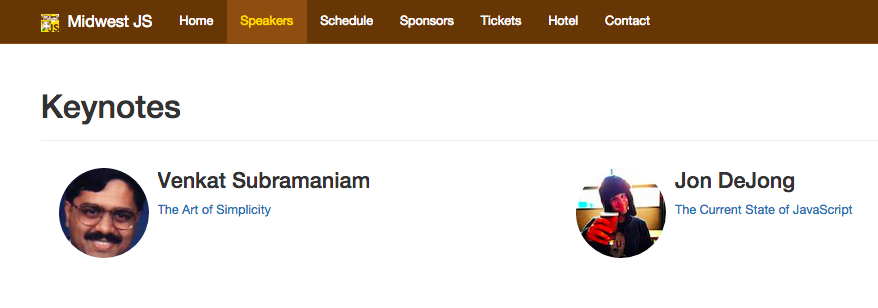 Midwest JS Home Speakers Schedule Sponsors Tickets Hotel Contact
Keynotes
Venkat Subramaniam
The Art of Simplicity
Jon DeJong
The Current State of JavaScript